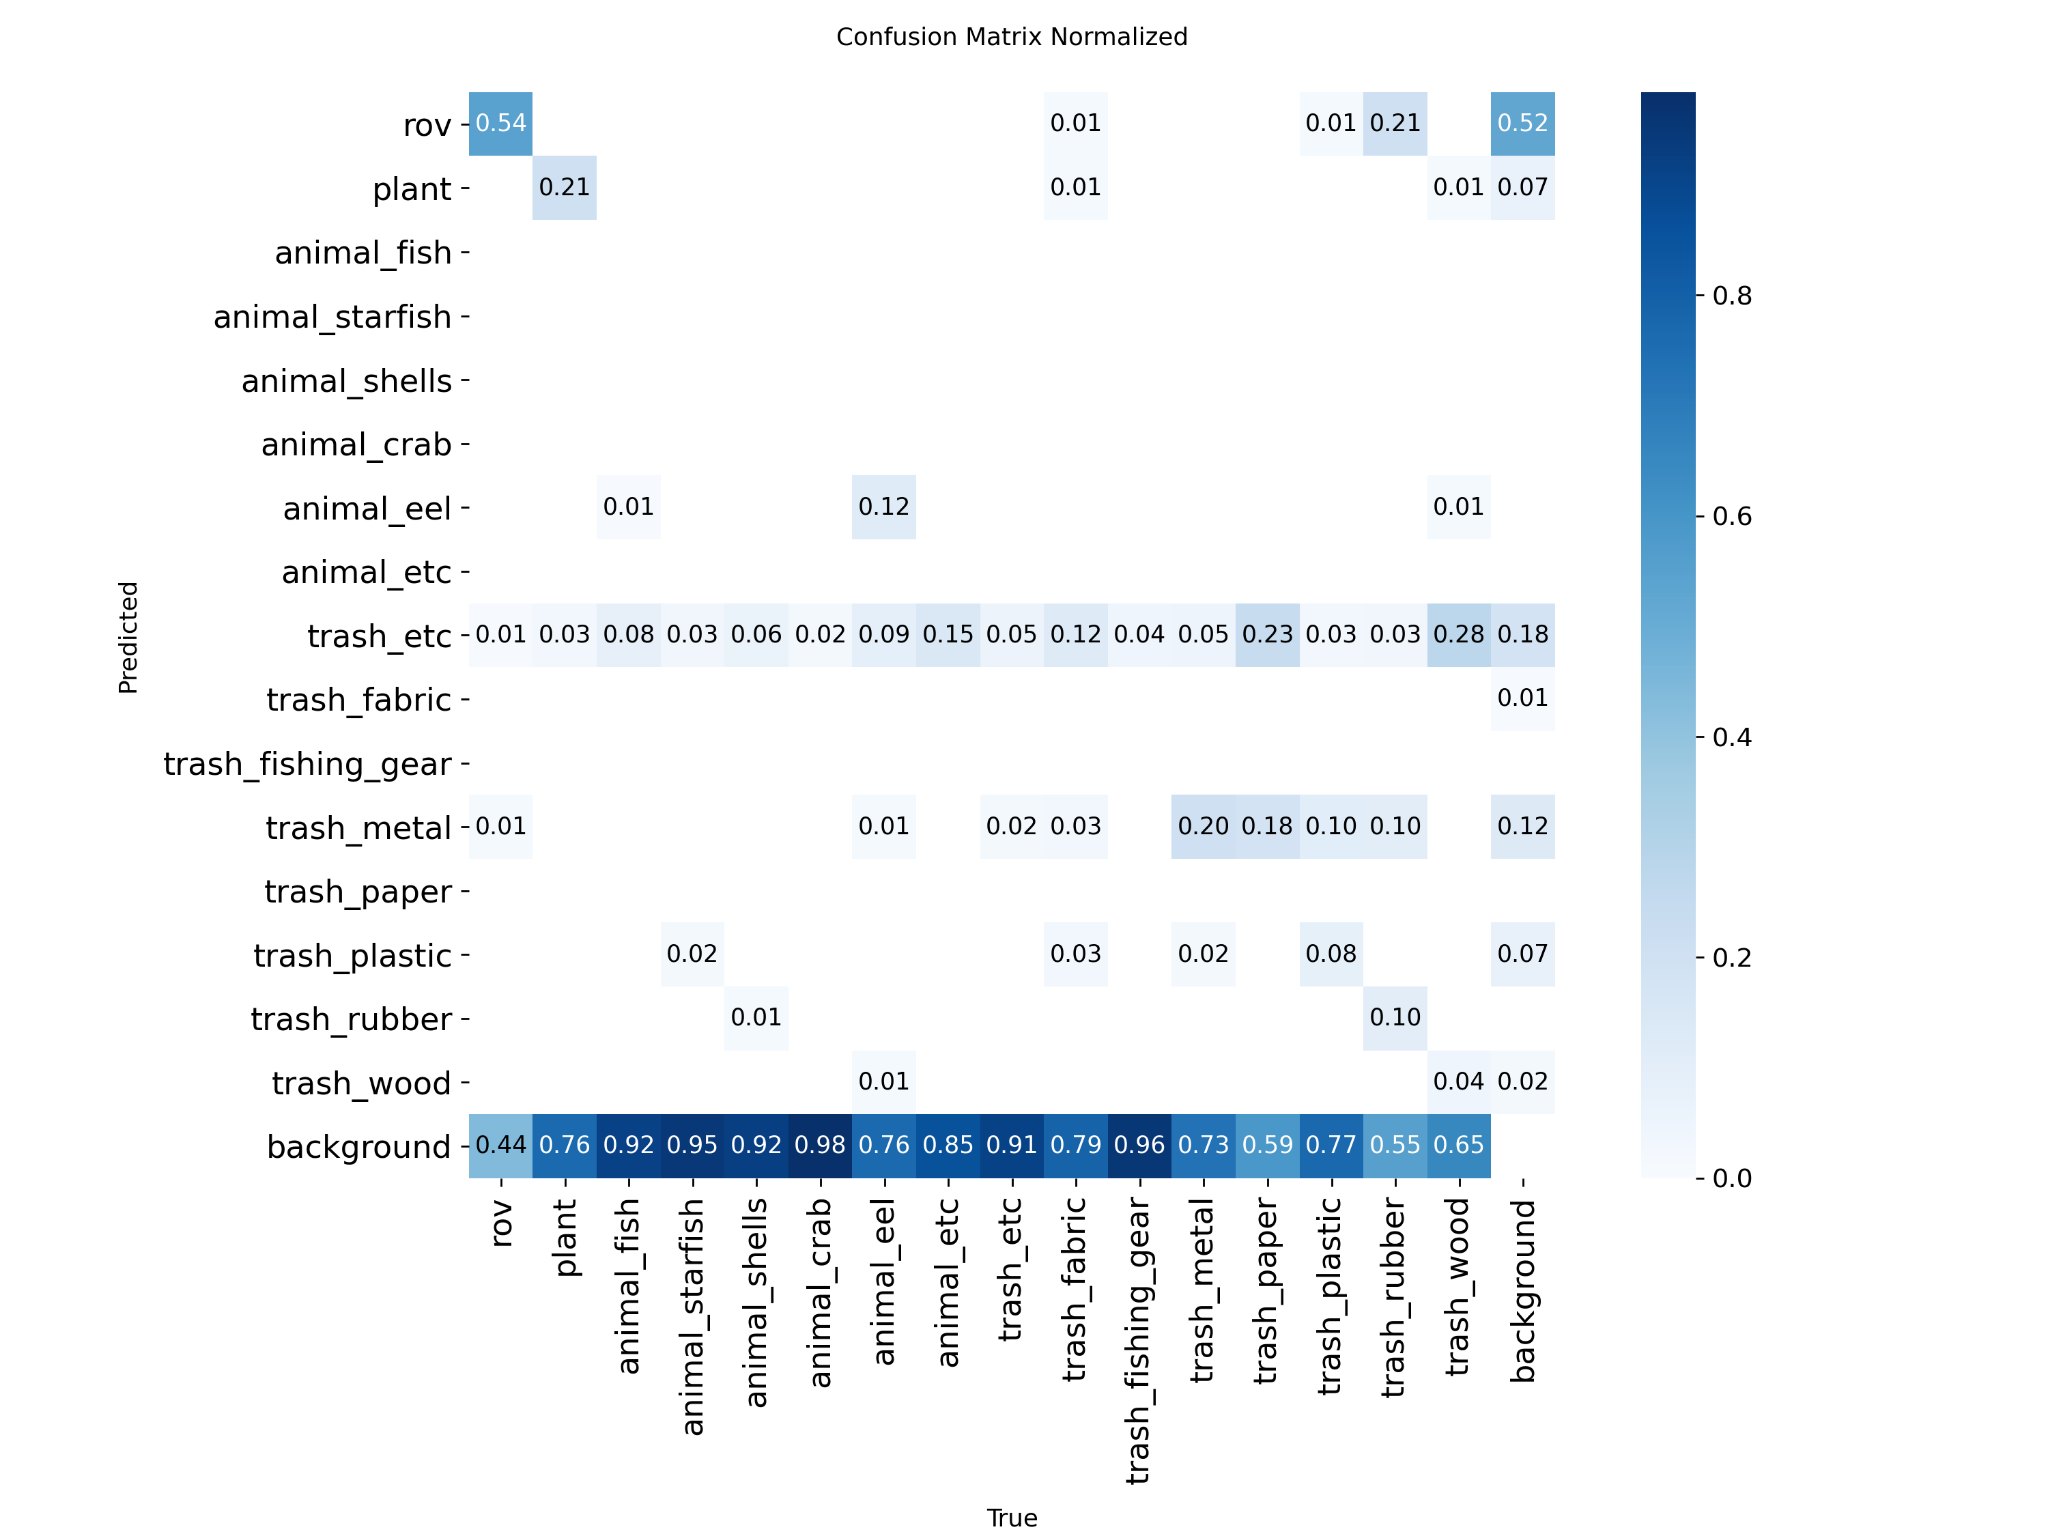 Confusion Matrix Normalized
rov 0.54 0.01 0.01 0.21 0.52
plant 0.21 0.01 0.01 0.07
animal_fish
animal_starfish
animal_shells
animal_crab
animal_eel 0.01 0.12 0.01
animal_etc
trash_etc 0.01 0.03 0.08 0.03 0.06 0.02 0.09 0.15 0.05 0.12 0.04 0.05 0.23 0.03 0.03 0.28 0.18
trash_fabric 0.01
trash_fishing_gear
trash_metal 0.01 0.01 0.02 0.03 0.20 0.18 0.10 0.10 0.12
trash_paper
trash_plastic 0.02 0.03 0.02 0.08 0.07
trash_rubber 0.01 0.10
trash_wood 0.01 0.04 0.02
background 0.44 0.76 0.92 0.95 0.92 0.98 0.76 0.85 0.91 0.79 0.96 0.73 0.59 0.77 0.55 0.65
Predicted
rov
plant
animal_fish
animal_starfish
animal_shells
animal_crab
animal_eel
animal_etc
trash_etc
trash_fabric
trash_fishing_gear
trash_metal
trash_paper
trash_plastic
trash_rubber
trash_wood
background
True
0.8
0.6
0.4
0.2
0.0